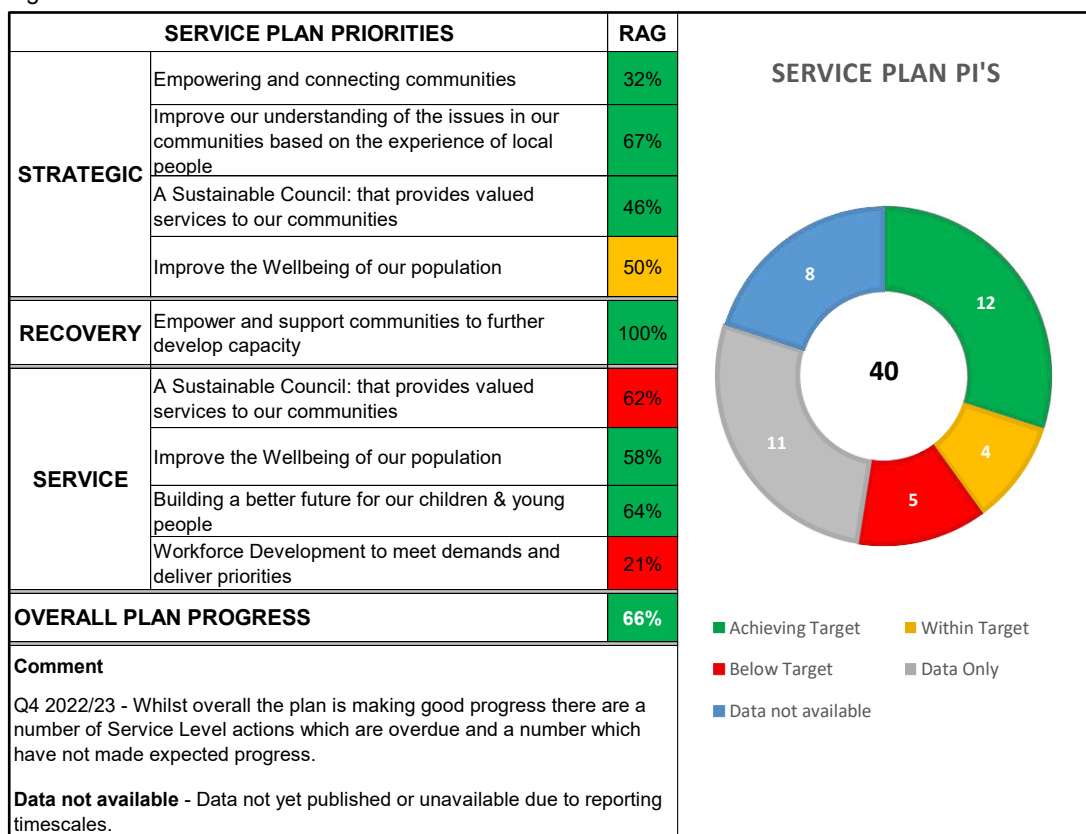 SERVICE PLAN PRIORITIES RAG
STRATEGIC
Empowering and connecting communities 32%
Improve our understanding of the issues in our
communities based on the experience of local
people
67%
A Sustainable Council: that provides valued
services to our communities
46%
Improve the Wellbeing of our population 50%
RECOVERY
Empower and support communities to further
develop capacity
100%
SERVICE
A Sustainable Council: that provides valued
services to our communities
62%
Improve the Wellbeing of our population 58%
Building a better future for our children & young
people
64%
Workforce Development to meet demands and
deliver priorities
21%
OVERALL PLAN PROGRESS 66%
Comment
Q4 2022/23 - Whilst overall the plan is making good progress there are a
number of Service Level actions which are overdue and a number which
have not made expected progress.
Data not available - Data not yet published or unavailable due to reporting
timescales.
SERVICE PLAN PI'S
8
12
40
11
4
5
Achieving Target Within Target
Below Target Data Only
Data not available